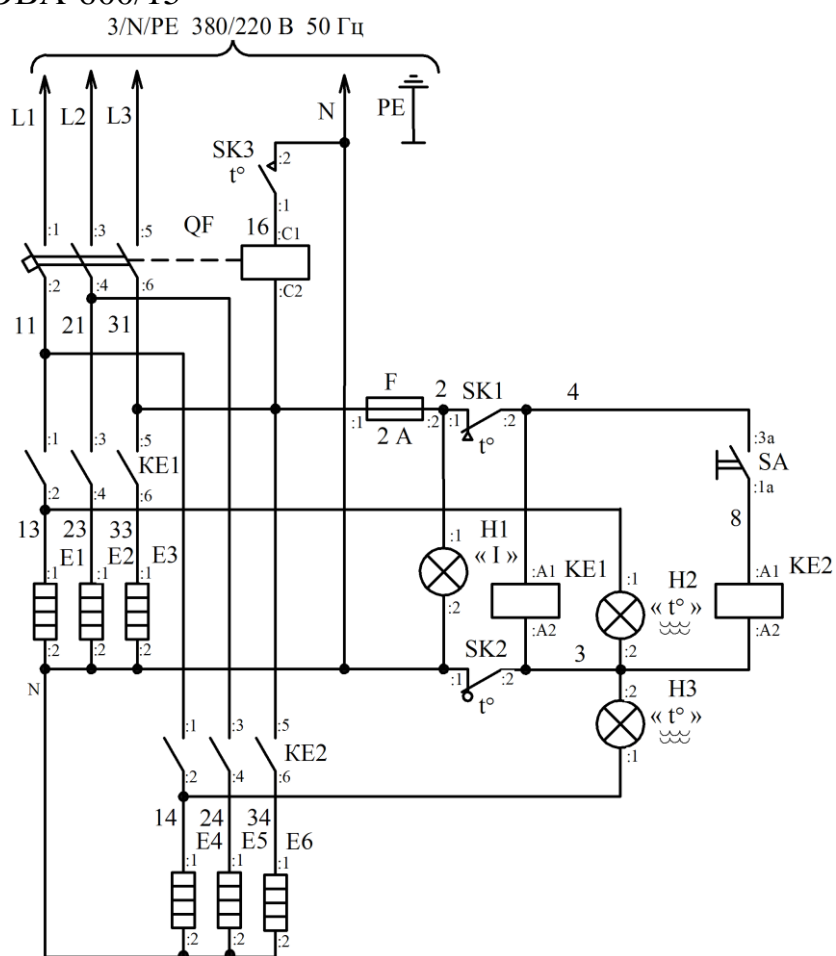 3/N/PE 380/220 В 50 Гц
L1
L2
L3
N
PE
SK3
t°
:2
:1
QF
16
:C1
:C2
:1
:3
:5
:2
:4
:6
11
21
31
F
:1
2 A
:2
2
SK1
:1
:2
t°
4
:3a
SA
:1a
8
:1
:3
:5
KE1
:2
:4
:6
13
23
33
:1
E1
:1
E2
:1
E3
:2
:2
:2
N
H1
« I »
:1
:2
:A1
KE1
:A2
H2
« t° »
:1
:2
:A1
KE2
:A2
SK2
:1
:2
t°
3
H3
« t° »
:2
:1
:1
:3
:5
KE2
:2
:4
:6
14
24
34
:1
E4
:1
E5
:1
E6
:2
:2
:2